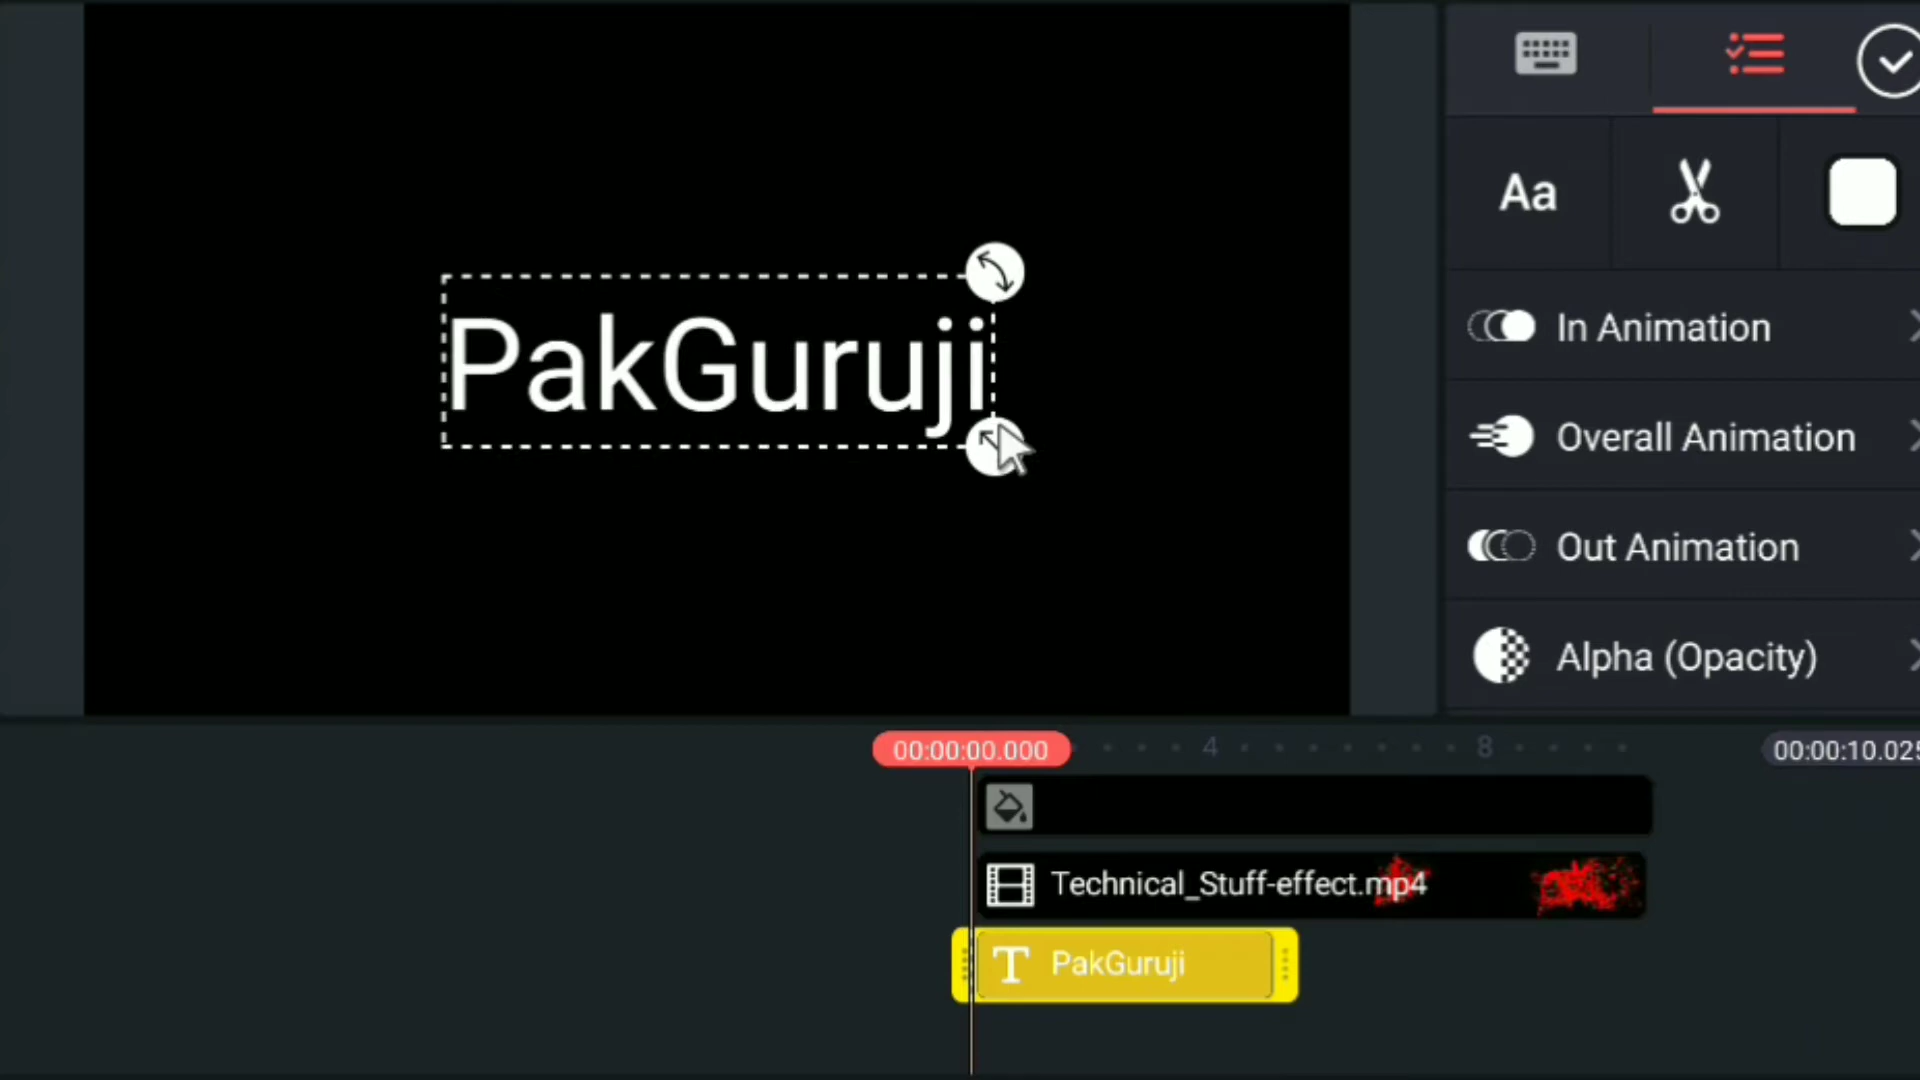 Aa
PakGuruji
In Animation
Overall Animation
Out Animation
Alpha (Opacity)
00:00:00.000
4
8
00:00:10.025
Technical_Stuff-effect.mp4
T PakGuruji